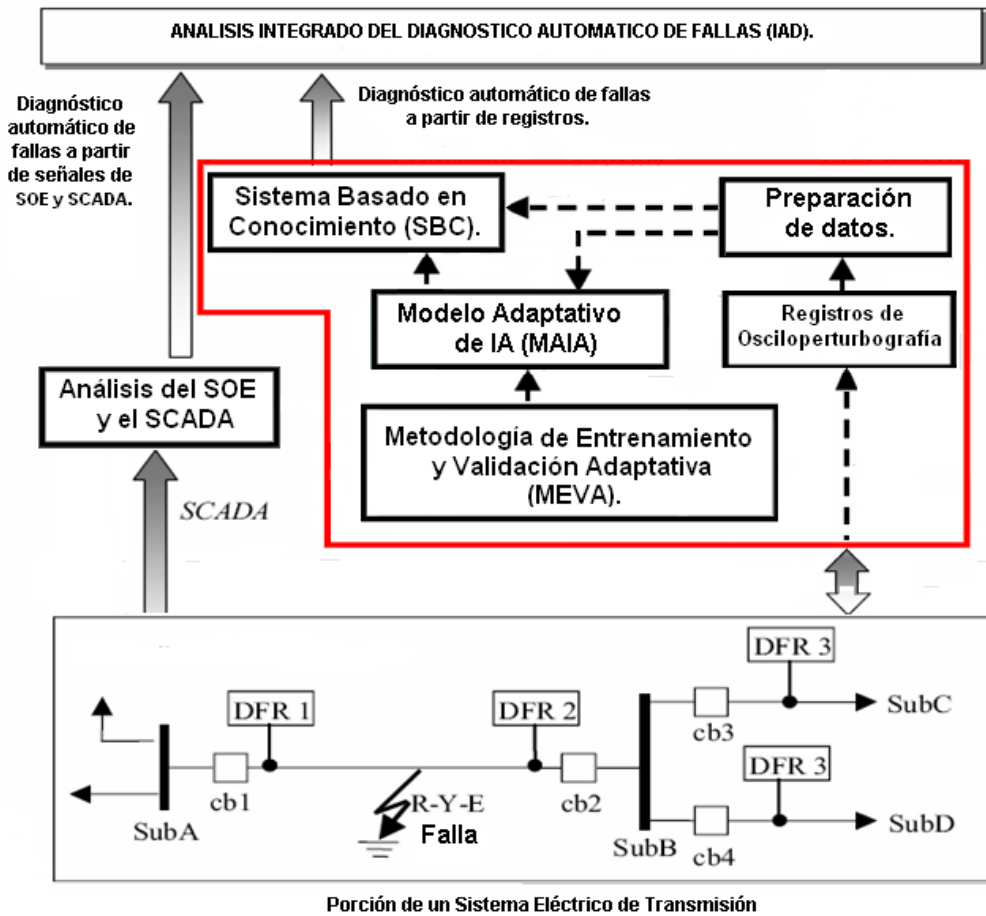 ANALISIS INTEGRADO DEL DIAGNOSTICO AUTOMATICO DE FALLAS (IAD).
Diagnóstico
automático de
fallas a partir
de señales de
SOE y SCADA.
Diagnóstico automático de fallas
a partir de registros.
Sistema Basado en
Conocimiento (SBC).
Preparación
de datos.
Modelo Adaptativo
de IA (MAIA)
Registros de
Osciloperturbografía
Análisis del SOE
y el SCADA
Metodología de Entrenamiento
y Validación Adaptativa
(MEVA).
SCADA
DFR 1
DFR 2
DFR 3
SubC
cb3
DFR 3
cb1
SubA
R-Y-E
Falla
cb2
SubB
cb4
SubD
Porción de un Sistema Eléctrico de Transmisión